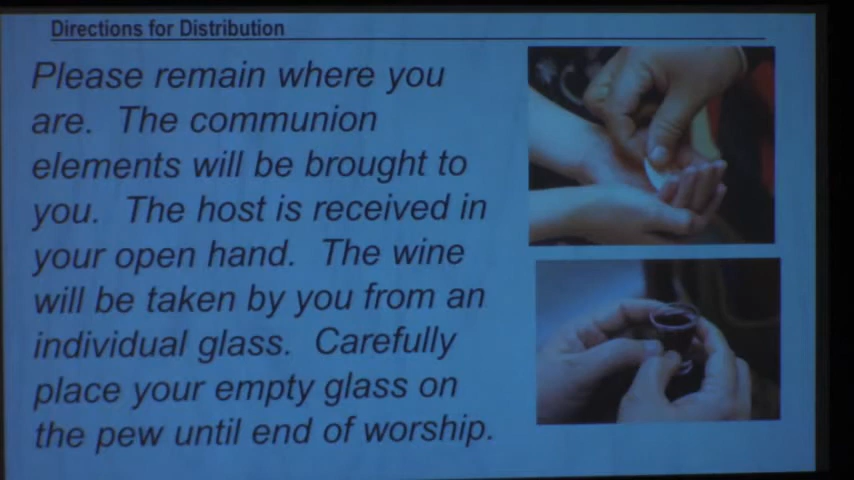 Directions for Distribution
Please remain where you
are.  The communion
elements will be brought to
you.  The host is received in
your open hand.  The wine
will be taken by you from an
individual glass.  Carefully
place your empty glass on
the pew until end of worship.